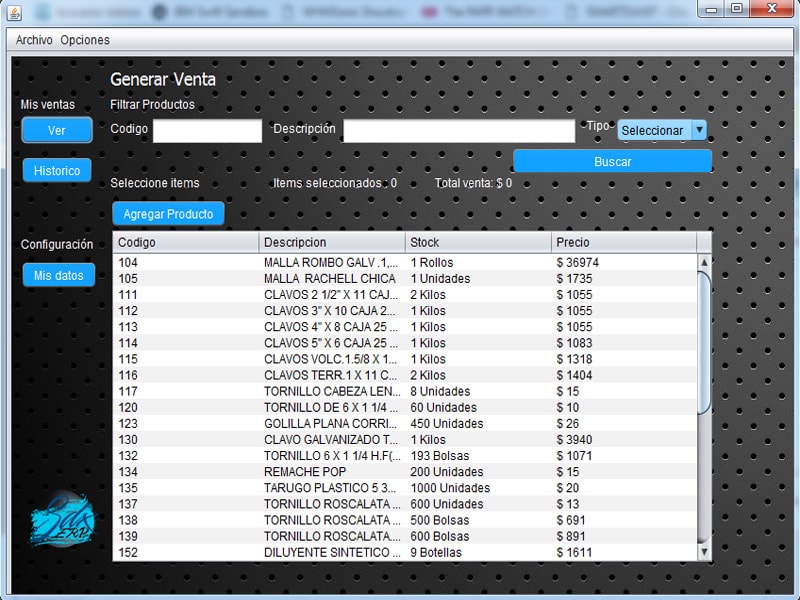 Archivo Opciones
Generar Venta
Mis ventas
Filtrar Productos
Ver
Codigo
Descripción
Tipo
Seleccionar
Buscar
Historico
Seleccione items
Items seleccionados : 0
Total venta: $ 0
Agregar Producto
Configuración
Mis datos
Codigo Descripcion Stock Precio
104 MALLA ROMBO GALV .1,... 1 Rollos $ 36974
105 MALLA RACHELL CHICA 1 Unidades $ 1735
111 CLAVOS 2 1/2" X 11 CAJ... 2 Kilos $ 1055
112 CLAVOS 3" X 10 CAJA 2... 1 Kilos $ 1055
113 CLAVOS 4" X 8 CAJA 25 ... 1 Kilos $ 1055
114 CLAVOS 5" X 6 CAJA 25 ... 1 Kilos $ 1083
115 CLAVOS VOLC.1.5/8 X 1... 1 Kilos $ 1318
116 CLAVOS TERR.1 X 11 C... 2 Kilos $ 1404
117 TORNILLO CABEZA LEN... 8 Unidades $ 15
120 TORNILLO DE 6 X 1 1/4 ... 60 Unidades $ 10
123 GOLILLA PLANA CORRI... 450 Unidades $ 26
130 CLAVO GALVANIZADO T... 1 Kilos $ 3940
132 TORNILLO 6 X 1 1/4 H.F(... 193 Bolsas $ 1071
134 REMACHE POP 200 Unidades $ 15
135 TARUGO PLASTICO 5 3... 1000 Unidades $ 20
137 TORNILLO ROSCALATA ... 600 Unidades $ 13
138 TORNILLO ROSCALATA ... 500 Bolsas $ 691
139 TORNILLO ROSCALATA ... 600 Bolsas $ 891
152 DILUYENTE SINTETICO ... 9 Botellas $ 1611
ERP